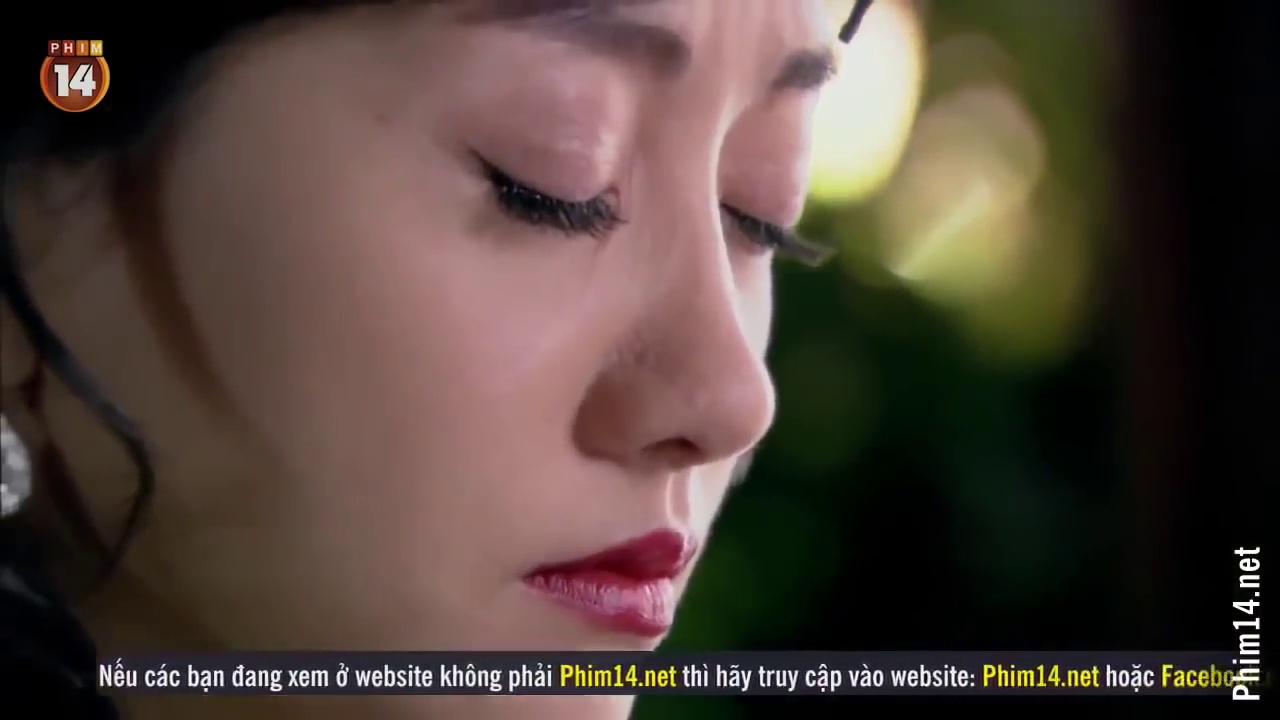 PHIM
14
Nếu các bạn đang xem ở website không phải Phim14.net thì hãy truy cập vào website: Phim14.net hoặc
Phim14.net